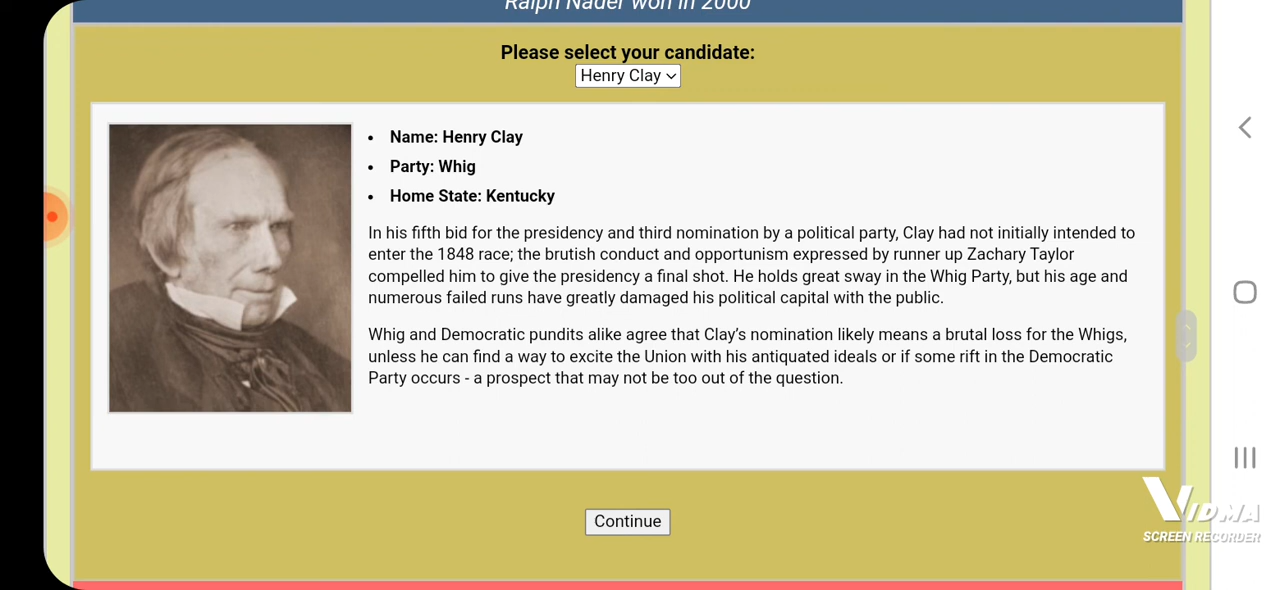 Ralph Nader won in 2000
Please select your candidate:
Henry Clay
• Name: Henry Clay
• Party: Whig
• Home State: Kentucky
In his fifth bid for the presidency and third nomination by a political party, Clay had not initially intended to
enter the 1848 race; the brutish conduct and opportunism expressed by runner up Zachary Taylor
compelled him to give the presidency a final shot. He holds great sway in the Whig Party, but his age and
numerous failed runs have greatly damaged his political capital with the public.
Whig and Democratic pundits alike agree that Clay’s nomination likely means a brutal loss for the Whigs,
unless he can find a way to excite the Union with his antiquated ideals or if some rift in the Democratic
Party occurs - a prospect that may not be too out of the question.
Continue
VIDMA
SCREEN RECORDER